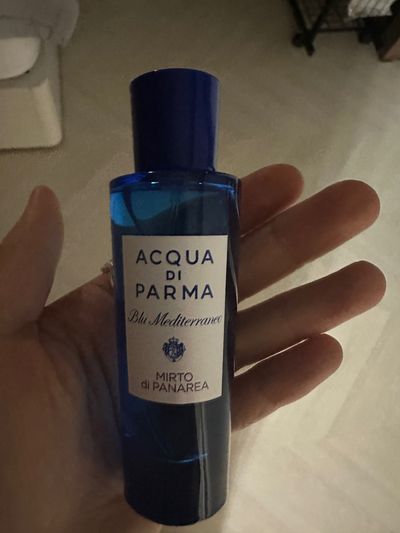 ACQUA
DI
PARMA
Blu Mediterraneo
MIRTO
di PANAREA